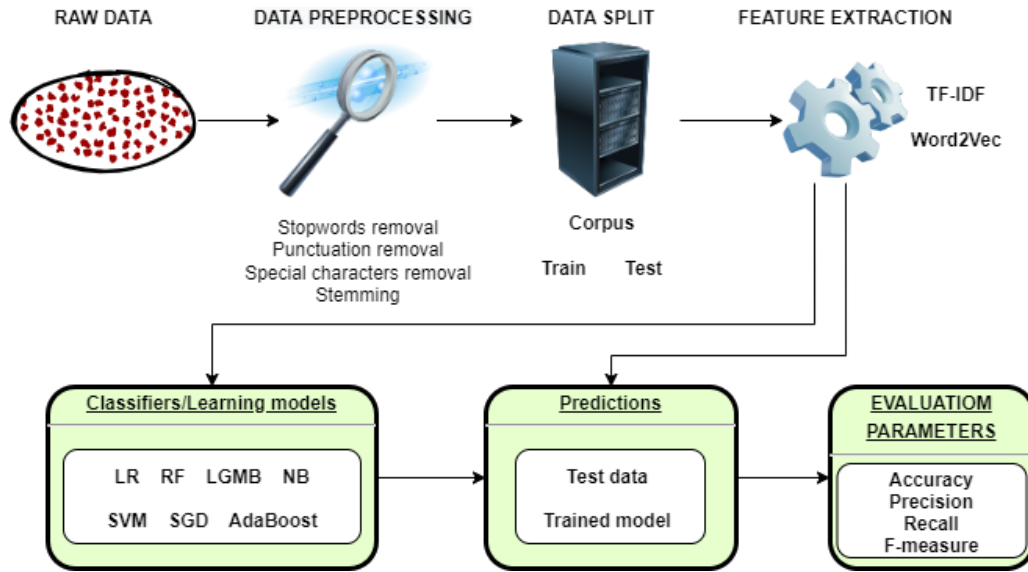 RAW DATA
DATA PREPROCESSING
DATA SPLIT
FEATURE EXTRACTION
TF-IDF
Word2Vec
Stopwords removal
Punctuation removal
Special characters removal
Stemming
Corpus
Train Test
Classifiers/Learning models
LR RF LGMB NB
SVM SGD AdaBoost
Predictions
Test data
Trained model
EVALUATIOM
PARAMETERS
Accuracy
Precision
Recall
F-measure